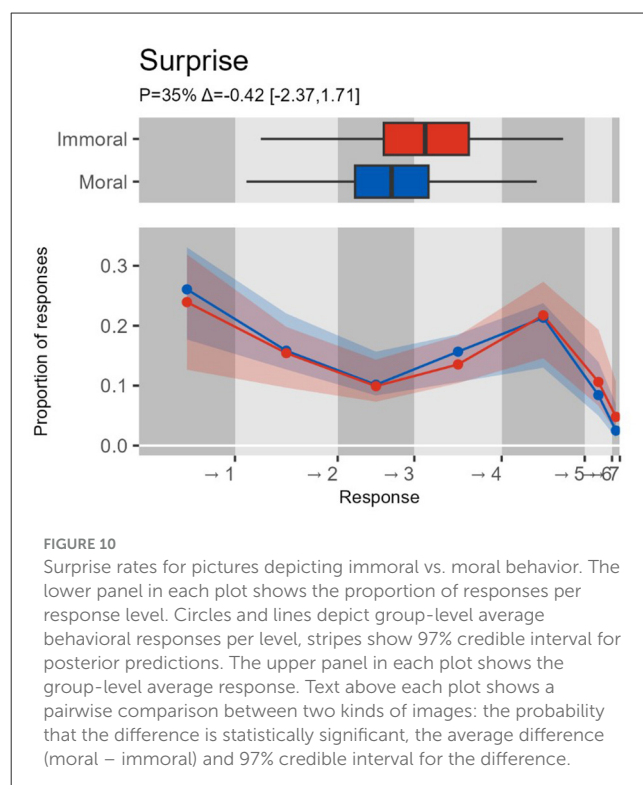 Surprise
P=35% Δ=-0.42 [-2.37,1.71]
Immoral
Moral
0.3
0.2
0.1
0.0
Proportion of responses
→ 1
→ 2
→ 3
→ 4
→ 5
→ 6
7
Response
FIGURE 10
Surprise rates for pictures depicting immoral vs. moral behavior. The
lower panel in each plot shows the proportion of responses per
response level. Circles and lines depict group-level average
behavioral responses per level, stripes show 97% credible interval for
posterior predictions. The upper panel in each plot shows the
group-level average response. Text above each plot shows a
pairwise comparison between two kinds of images: the probability
that the difference is statistically significant, the average difference
(moral – immoral) and 97% credible interval for the difference.